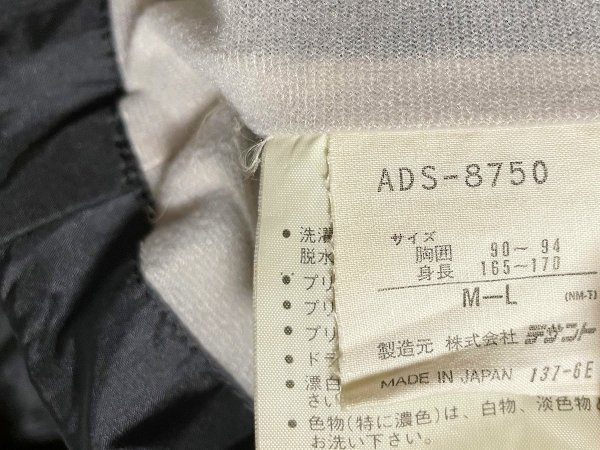 ADS-8750
サイズ
胸囲 90〜94
身長 165〜170
M—L (NM-T)
製造元 株式会社 デサント
MADE IN JAPAN 137-6E
• 洗濯
脱水
• プリ
• プリ
• プリ
• ドラ
• 漂白
さい
• 色物(特に濃色)は、白物、淡色物と
お洗い下さい。